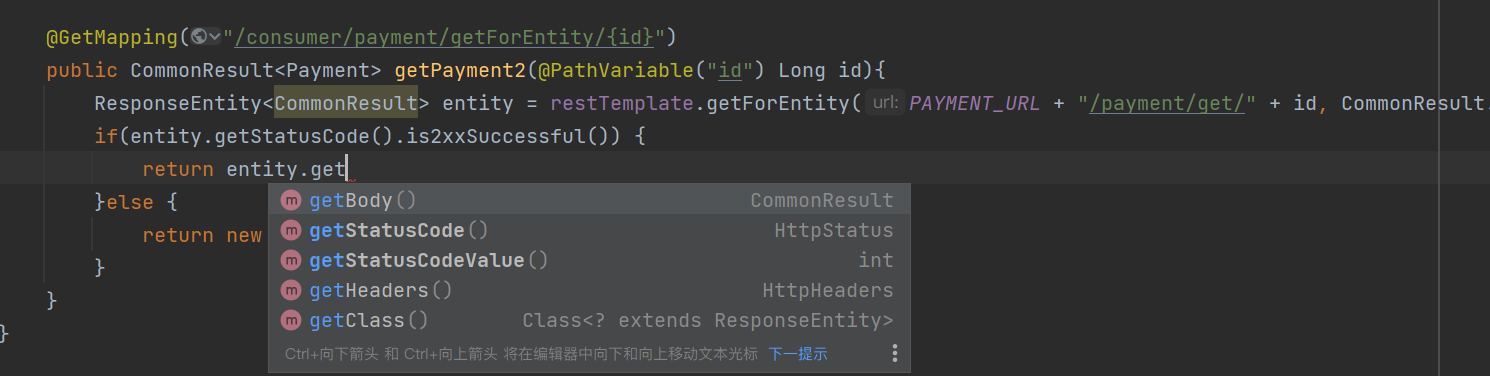 @GetMapping("/consumer/payment/getForEntity/{id}")
public CommonResult<Payment> getPayment2(@PathVariable("id") Long id){
ResponseEntity<CommonResult> entity = restTemplate.getForEntity( url: PAYMENT_URL + "/payment/get/" + id, CommonResult.
if(entity.getStatusCode().is2xxSuccessful()) {
return entity.get
m getBody() CommonResult
}else {
m getStatusCode() HttpStatus
return new
m getStatusCodeValue() int
}
m getHeaders() HttpHeaders
}
m getClass() Class<? extends ResponseEntity>
}
Ctrl+向下箭头 和 Ctrl+向上箭头 将在编辑器中向下和向上移动文本光标 下一提示